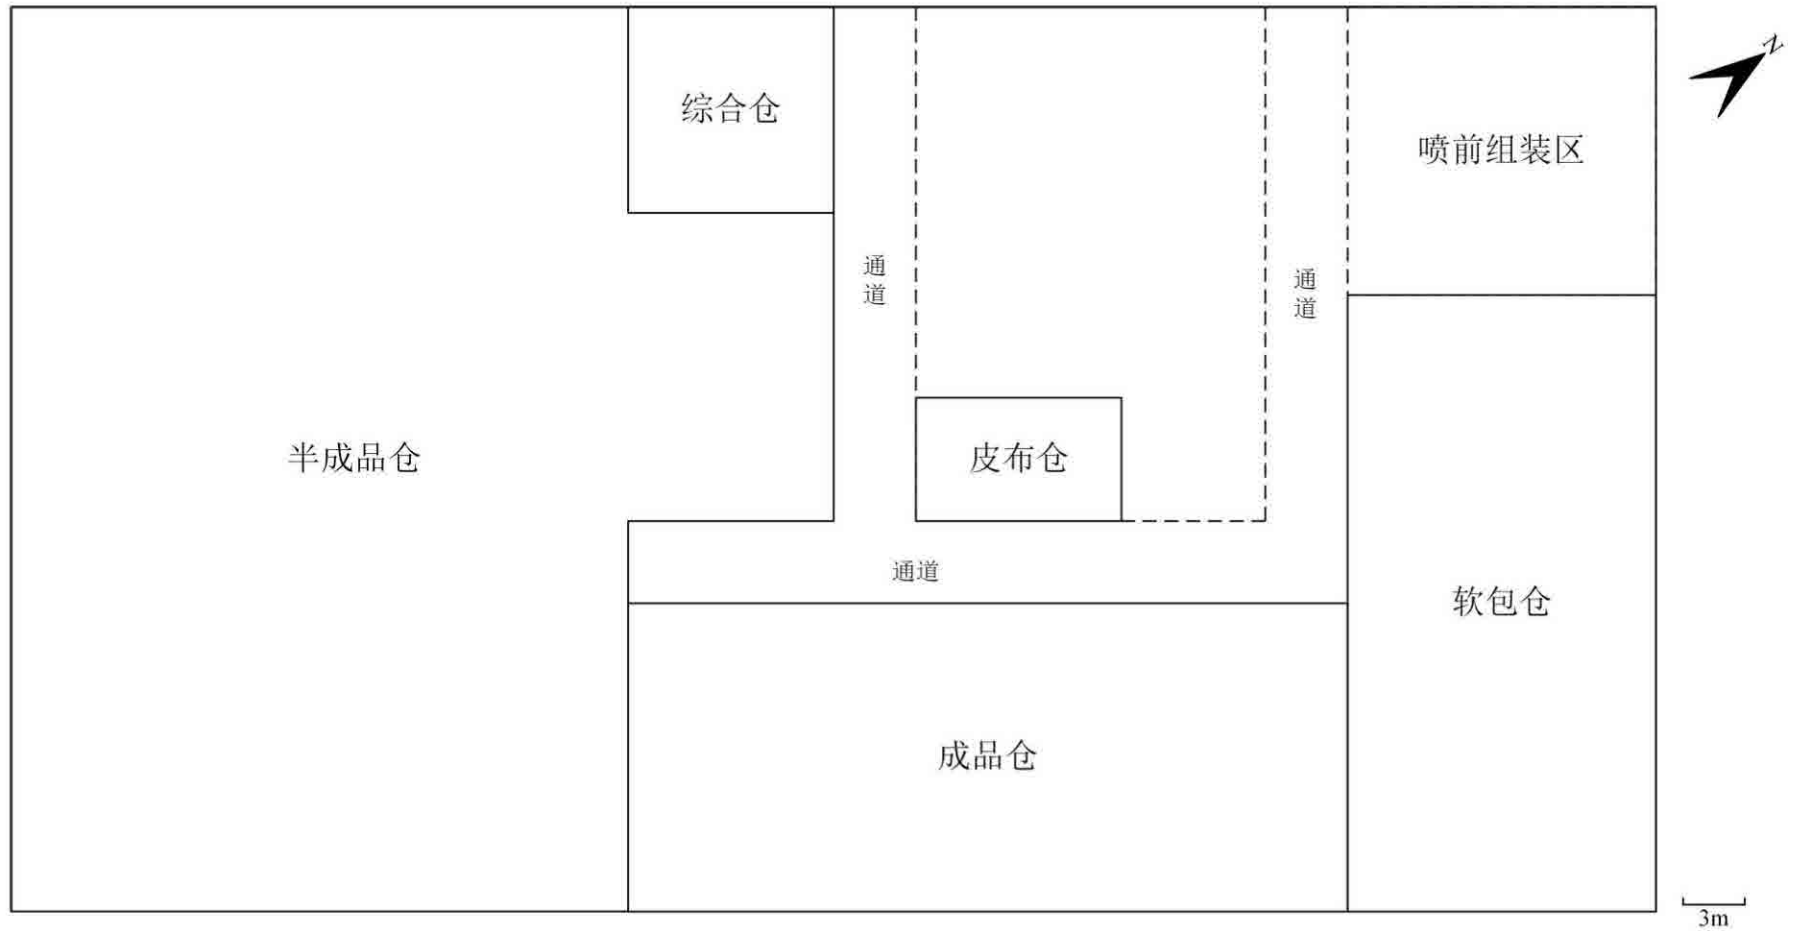 N
综合仓
喷前组装区
通道
通道
半成品仓
皮布仓
通道
软包仓
成品仓
3m